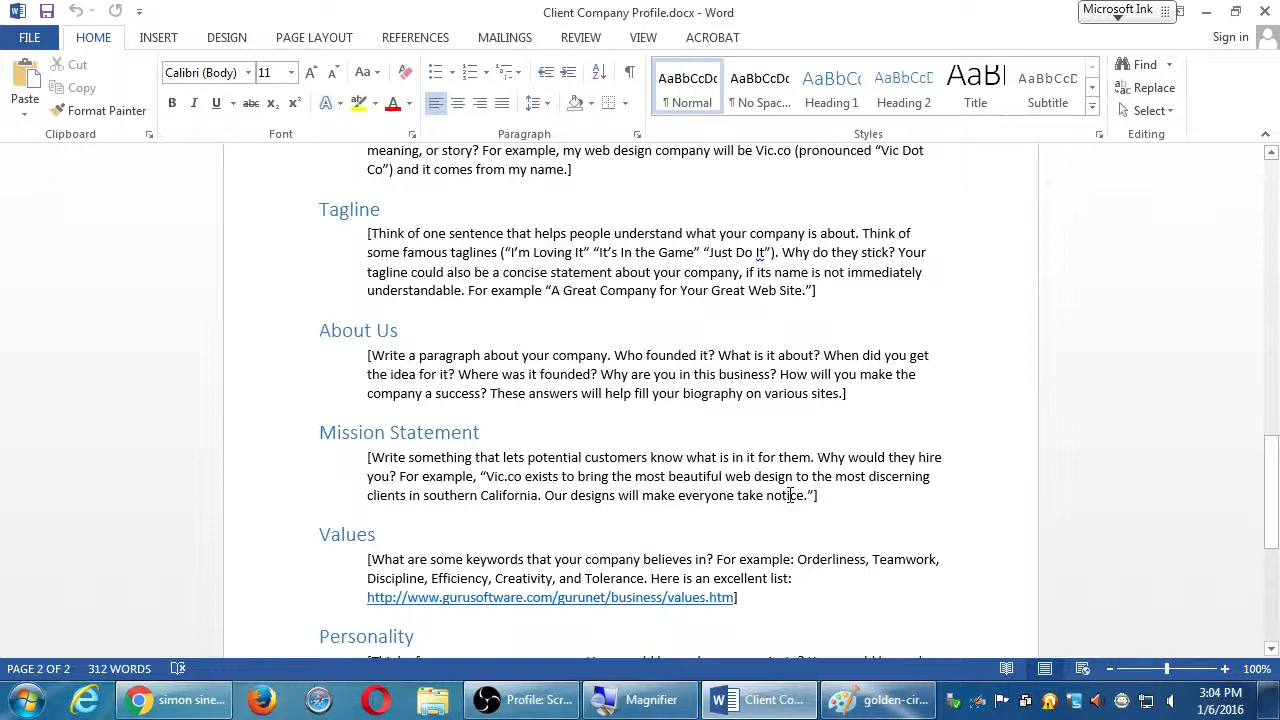 Client Company Profile.docx - Word
Microsoft Ink
FILE
HOME
INSERT
DESIGN
PAGE LAYOUT
REFERENCES
MAILINGS
REVIEW
VIEW
ACROBAT
Sign in
Paste
Cut
Copy
Format Painter
Clipboard
Calibri (Body)
11
Font
Paragraph
AaBbCcDc
¶ Normal
AaBbCcDc
¶ No Spac...
AaBbCc
Heading 1
AaBbCcD
Heading 2
AaB
Title
AaBbCcD
Subtitle
Styles
Find
Replace
Select
Editing
meaning, or story? For example, my web design company will be Vic.co (pronounced “Vic Dot
Co”) and it comes from my name.]
Tagline
[Think of one sentence that helps people understand what your company is about. Think of
some famous taglines (“I’m Loving It” “It’s In the Game” “Just Do It”). Why do they stick? Your
tagline could also be a concise statement about your company, if its name is not immediately
understandable. For example “A Great Company for Your Great Web Site.”]
About Us
[Write a paragraph about your company. Who founded it? What is it about? When did you get
the idea for it? Where was it founded? Why are you in this business? How will you make the
company a success? These answers will help fill your biography on various sites.]
Mission Statement
[Write something that lets potential customers know what is in it for them. Why would they hire
you? For example, “Vic.co exists to bring the most beautiful web design to the most discerning
clients in southern California. Our designs will make everyone take notice.”]
Values
[What are some keywords that your company believes in? For example: Orderliness, Teamwork,
Discipline, Efficiency, Creativity, and Tolerance. Here is an excellent list:
http://www.gurusoftware.com/gurunet/business/values.htm]
Personality
PAGE 2 OF 2
312 WORDS
100%
simon sine...
Profile: Scr...
Magnifier
Client Co...
golden-cir...
3:04 PM
1/6/2016